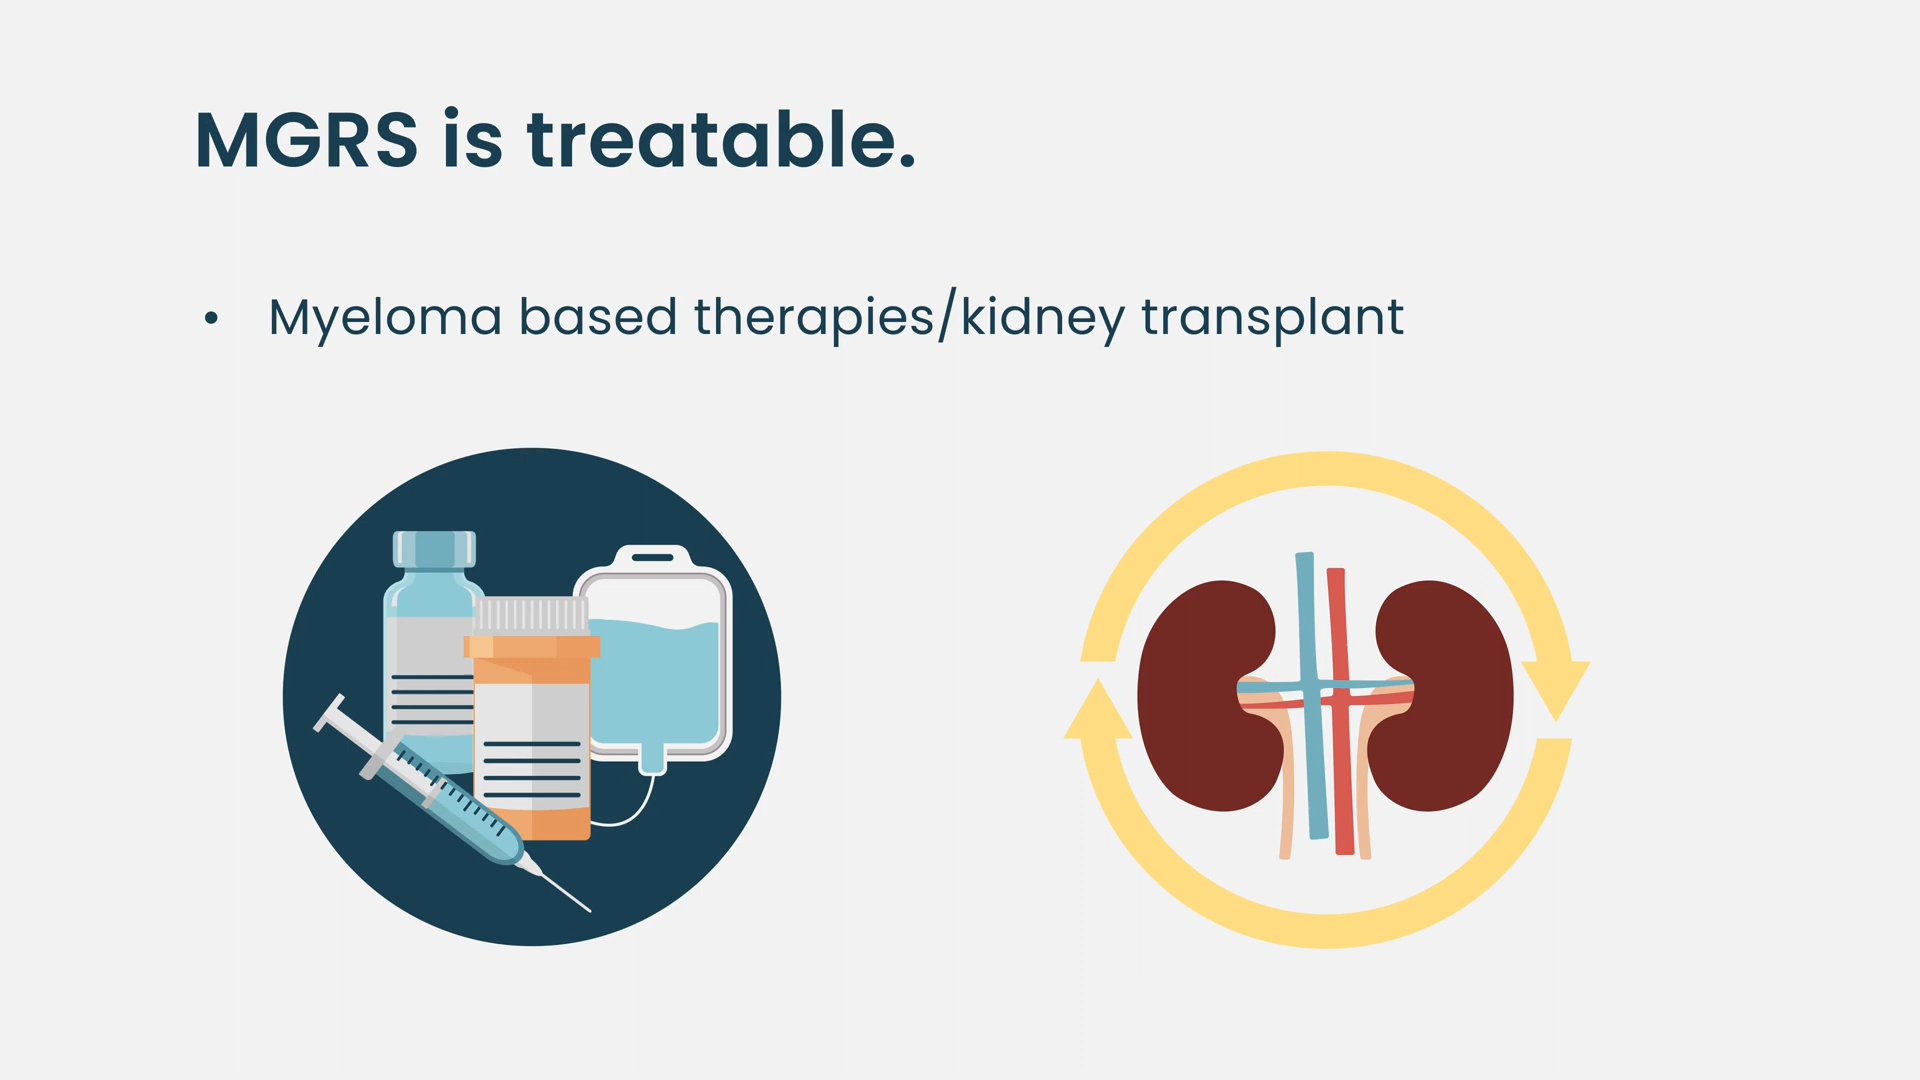 MGRS is treatable.
• Myeloma based therapies/kidney transplant